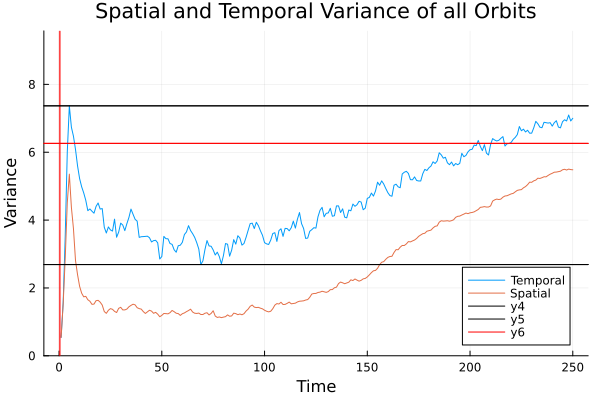 Spatial and Temporal Variance of all Orbits
Variance
8
6
4
2
0
Temporal
Spatial
y4
y5
y6
0 50 100 150 200 250
Time